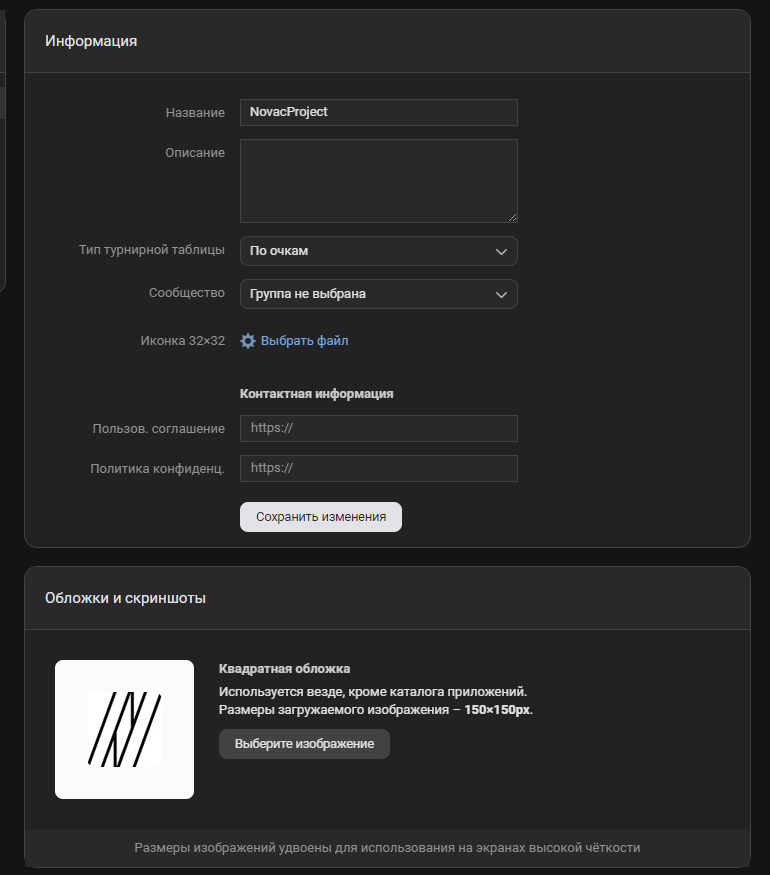 Информация
Название
NovacProject
Описание
Тип турнирной таблицы
По очкам
Сообщество
Группа не выбрана
Иконка 32×32
Выбрать файл
Контактная информация
Пользов. соглашение
https://
Политика конфиденц.
https://
Сохранить изменения
Обложки и скриншоты
Квадратная обложка
Используется везде, кроме каталога приложений.
Размеры загружаемого изображения – 150×150px.
Выберите изображение
Размеры изображений удвоены для использования на экранах высокой чёткости